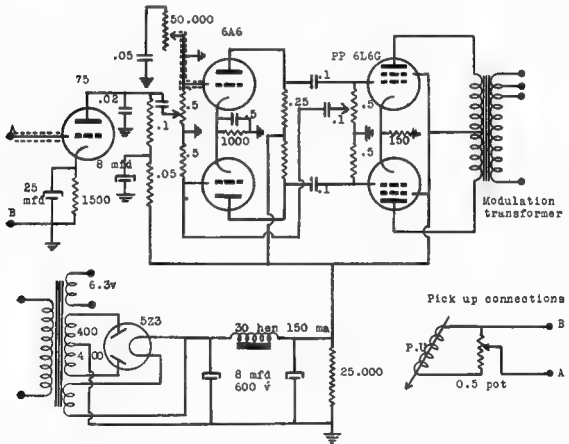 50.000
6A6
.05
PP 6L6G
75
.02
.1
.5
.5
1000
.5
.05
.25
.1
.1
.1
.5
.5
150
A
8 mfd
25
mfd
1500
B
Modulation
transformer
6.3v
5Z3
400
400
30 hen 150 ma
8 mfd
600 v
25.000
Pick up connections
P.U
B
A
0.5 pot